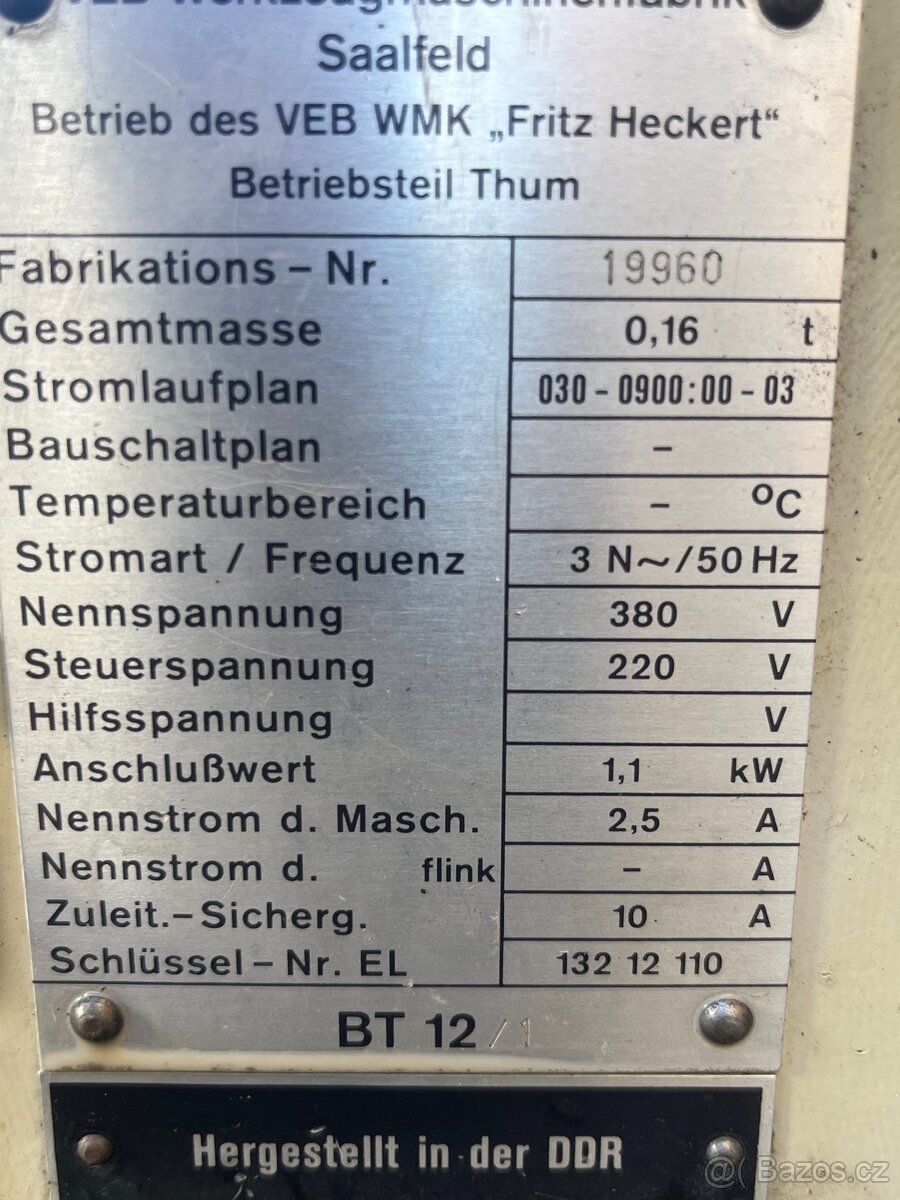 VEB Werkzeugmaschinenfabrik
Saalfeld
Betrieb des VEB WMK „Fritz Heckert“
Betriebsteil Thum
Fabrikations - Nr. 19960
Gesamtmasse 0,16 t
Stromlaufplan 030 - 0900:00 - 03
Bauschaltplan -
Temperaturbereich - °C
Stromart / Frequenz 3 N~/50 Hz
Nennspannung 380 V
Steuerspannung 220 V
Hilfsspannung V
Anschlußwert 1,1 kW
Nennstrom d. Masch. 2,5 A
Nennstrom d. flink - A
Zuleit.-Sicherg. 10 A
Schlüssel - Nr. EL 132 12 110
BT 12/1
Hergestellt in der DDR
@ Bazos.cz